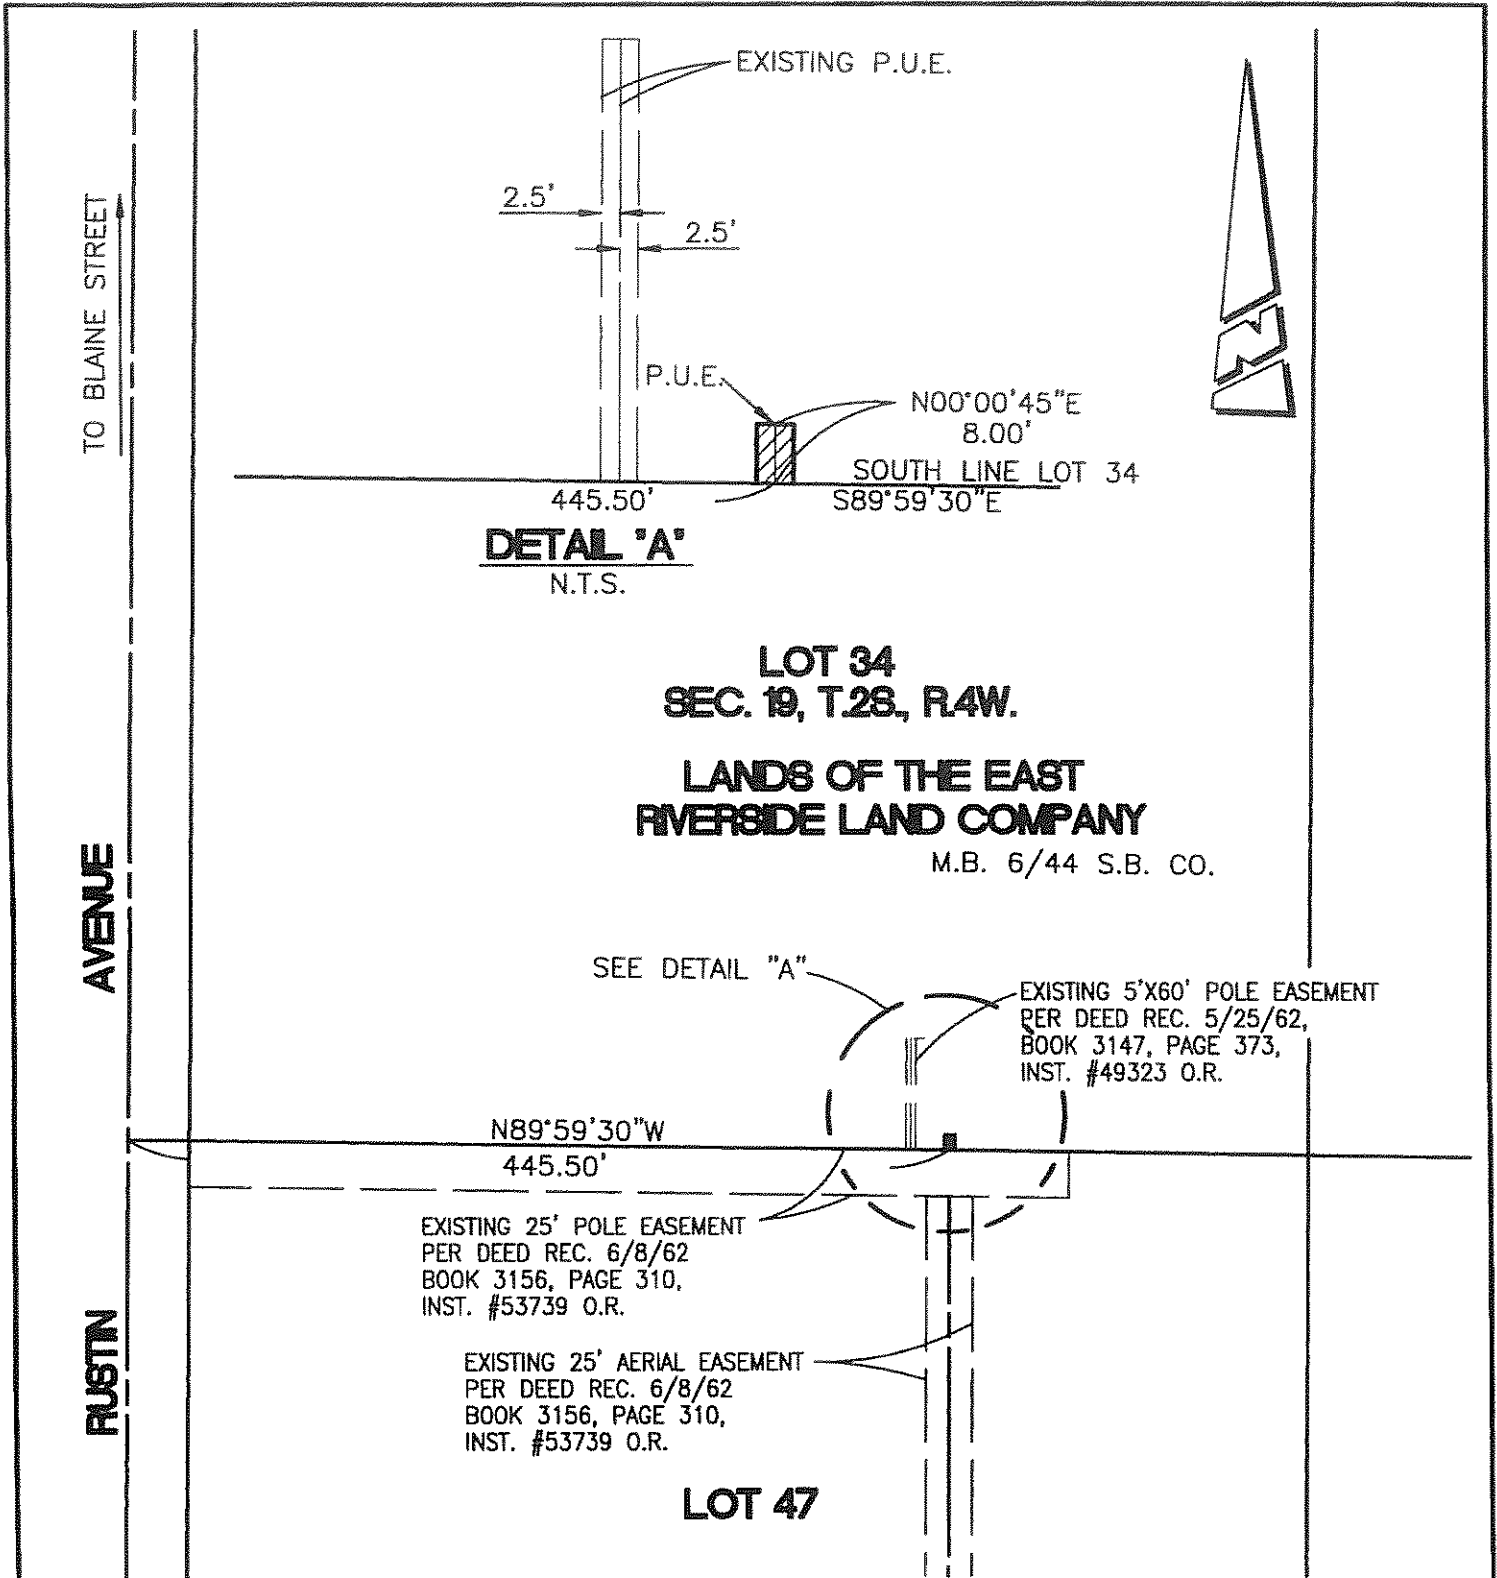 EXISTING P.U.E.
2.5'
2.5'
TO BLAINE STREET
P.U.E.
N00°00'45"E
8.00'
SOUTH LINE LOT 34
445.50'
S89°59'30"E
DETAIL "A"
N.T.S.
N
LOT 34
SEC. 19, T.2S., R.4W.
LANDS OF THE EAST
RIVERSIDE LAND COMPANY
M.B. 6/44 S.B. CO.
RUSTIN AVENUE
SEE DETAIL "A"
EXISTING 5'X60' POLE EASEMENT
PER DEED REC. 5/25/62,
BOOK 3147, PAGE 373,
INST. #49323 O.R.
N89°59'30"W
445.50'
EXISTING 25' POLE EASEMENT
PER DEED REC. 6/8/62
BOOK 3156, PAGE 310,
INST. #53739 O.R.
EXISTING 25' AERIAL EASEMENT
PER DEED REC. 6/8/62
BOOK 3156, PAGE 310,
INST. #53739 O.R.
LOT 47